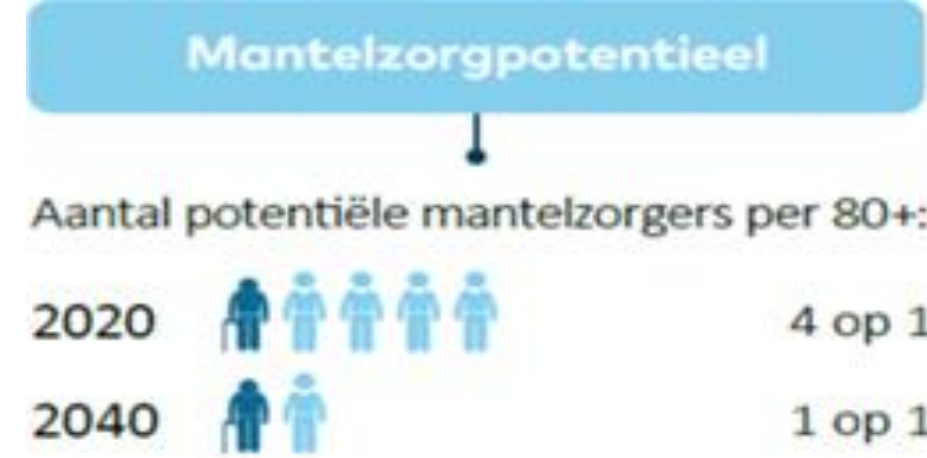 Mantelzorgpotentieel
Aantal potentiële mantelzorgers per 80+:
2020 4 op 1
2040 1 op 1